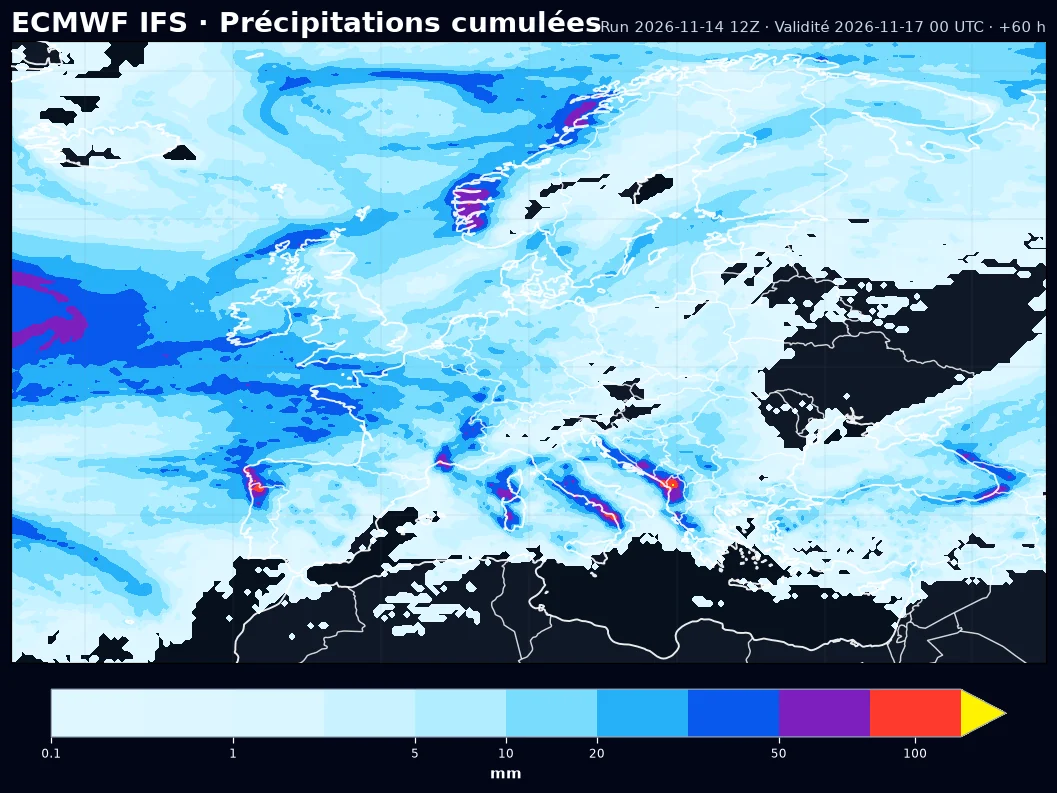 ECMWF IFS · Précipitations cumulées
Run 2026-11-14 12Z · Validité 2026-11-17 00 UTC · +60 h
0.1 1 5 10 20 50 100
mm